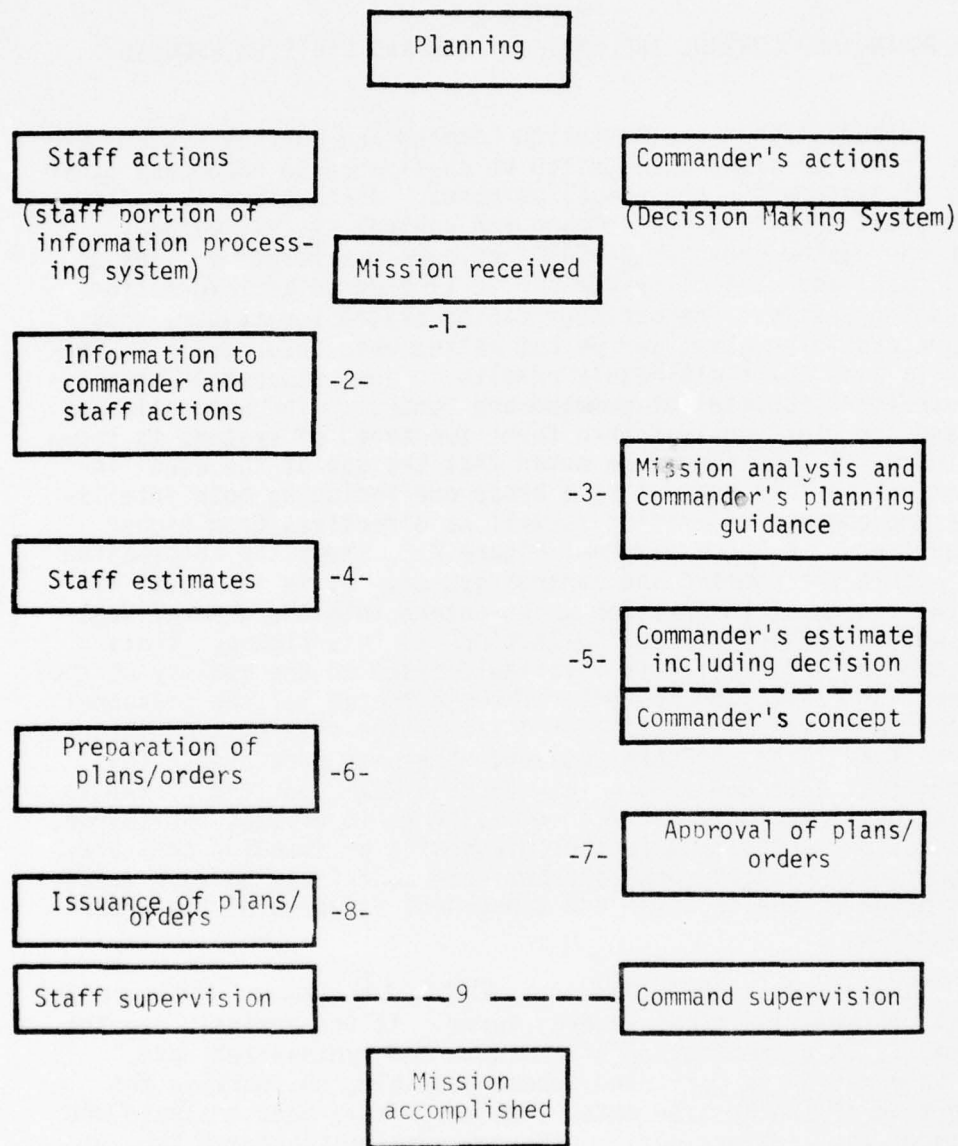 Planning
Staff actions
Commander's actions
(staff portion of
information process-
ing system)
(Decision Making System)
Mission received
-1-
Information to
commander and
staff actions
-2-
-3-
Mission analysis and
commander's planning
guidance
Staff estimates
-4-
-5-
Commander's estimate
including decision
Commander's concept
Preparation of
plans/orders
-6-
-7-
Approval of plans/
orders
Issuance of plans/
orders
-8-
Staff supervision
9
Command supervision
Mission
accomplished